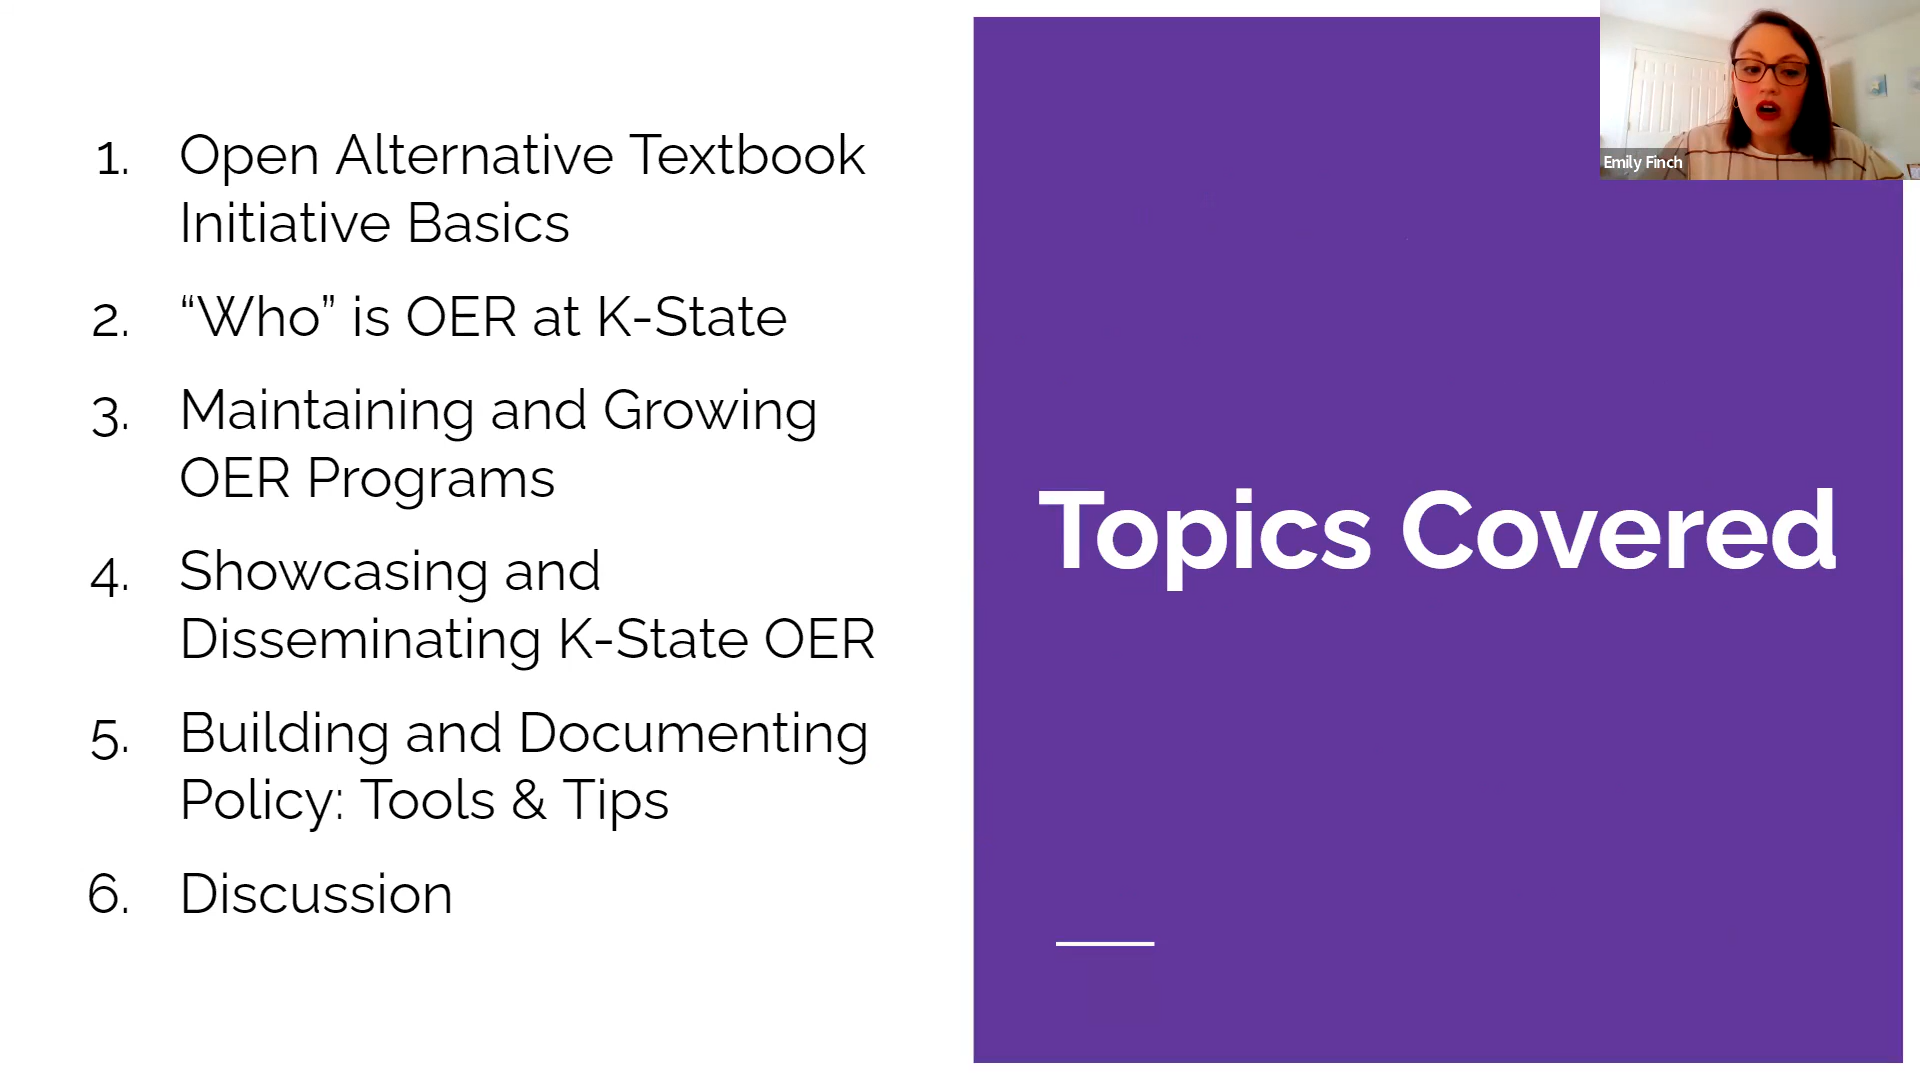 1. Open Alternative Textbook
Initiative Basics
2. “Who” is OER at K-State
3. Maintaining and Growing
OER Programs
4. Showcasing and
Disseminating K-State OER
5. Building and Documenting
Policy: Tools & Tips
6. Discussion
Topics Covered
Emily Finch